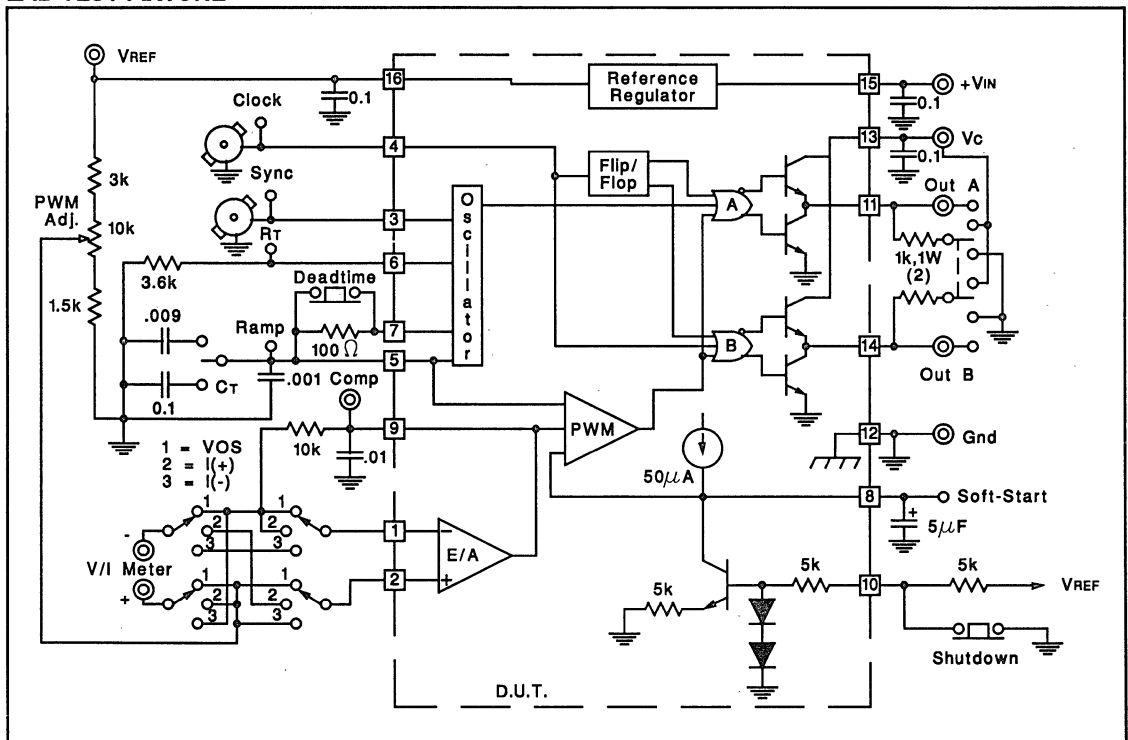 VREF
16
Reference
Regulator
15
+VIN
0.1
0.1
Clock
4
13
Vc
0.1
3k
Sync
Flip/
Flop
Out A
PWM
Adj.
10k
3
Oscillator
A
11
RT
6
1k,1W
(2)
3.6k
Deadtime
1.5k
.009
Ramp
7
100 Ω
B
14
5
Out B
CT
.001
Comp
0.1
9
PWM
12
Gnd
10k
.01
1 = VOS
2 = I(+)
3 = I(-)
50μA
8
Soft-Start
1
1
2
2
3
3
-
1
−
E/A
5μF
V/I Meter
+
1
1
2
2
3
3
2
+
5k
10
5k
VREF
5k
Shutdown
D.U.T.